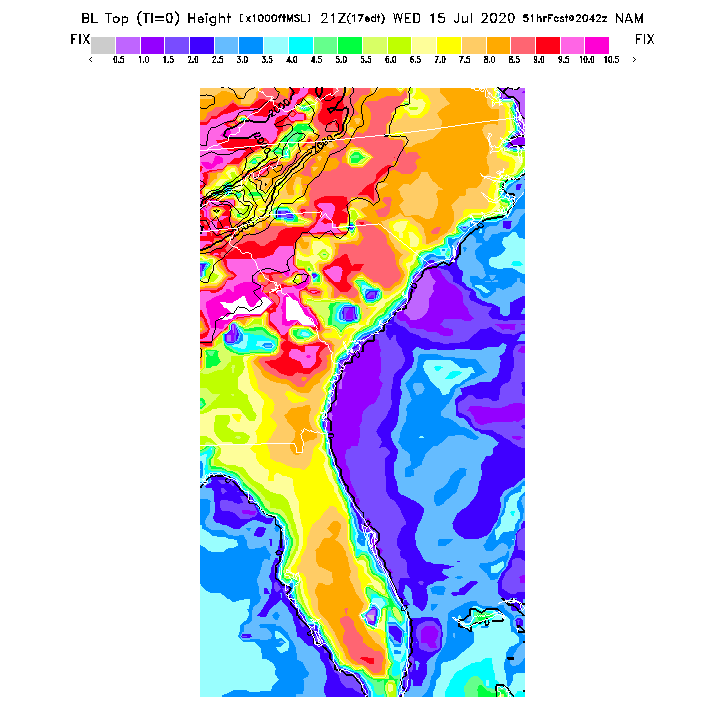 BL Top (TI=0) Height [x1000ftMSL] 21Z(17edt) WED 15 Jul 2020 51hrFcst@2042z NAM
FIX FIX
< 0.5 1.0 1.5 2.0 2.5 3.0 3.5 4.0 4.5 5.0 5.5 6.0 6.5 7.0 7.5 8.0 8.5 9.0 9.5 10.0 10.5 >